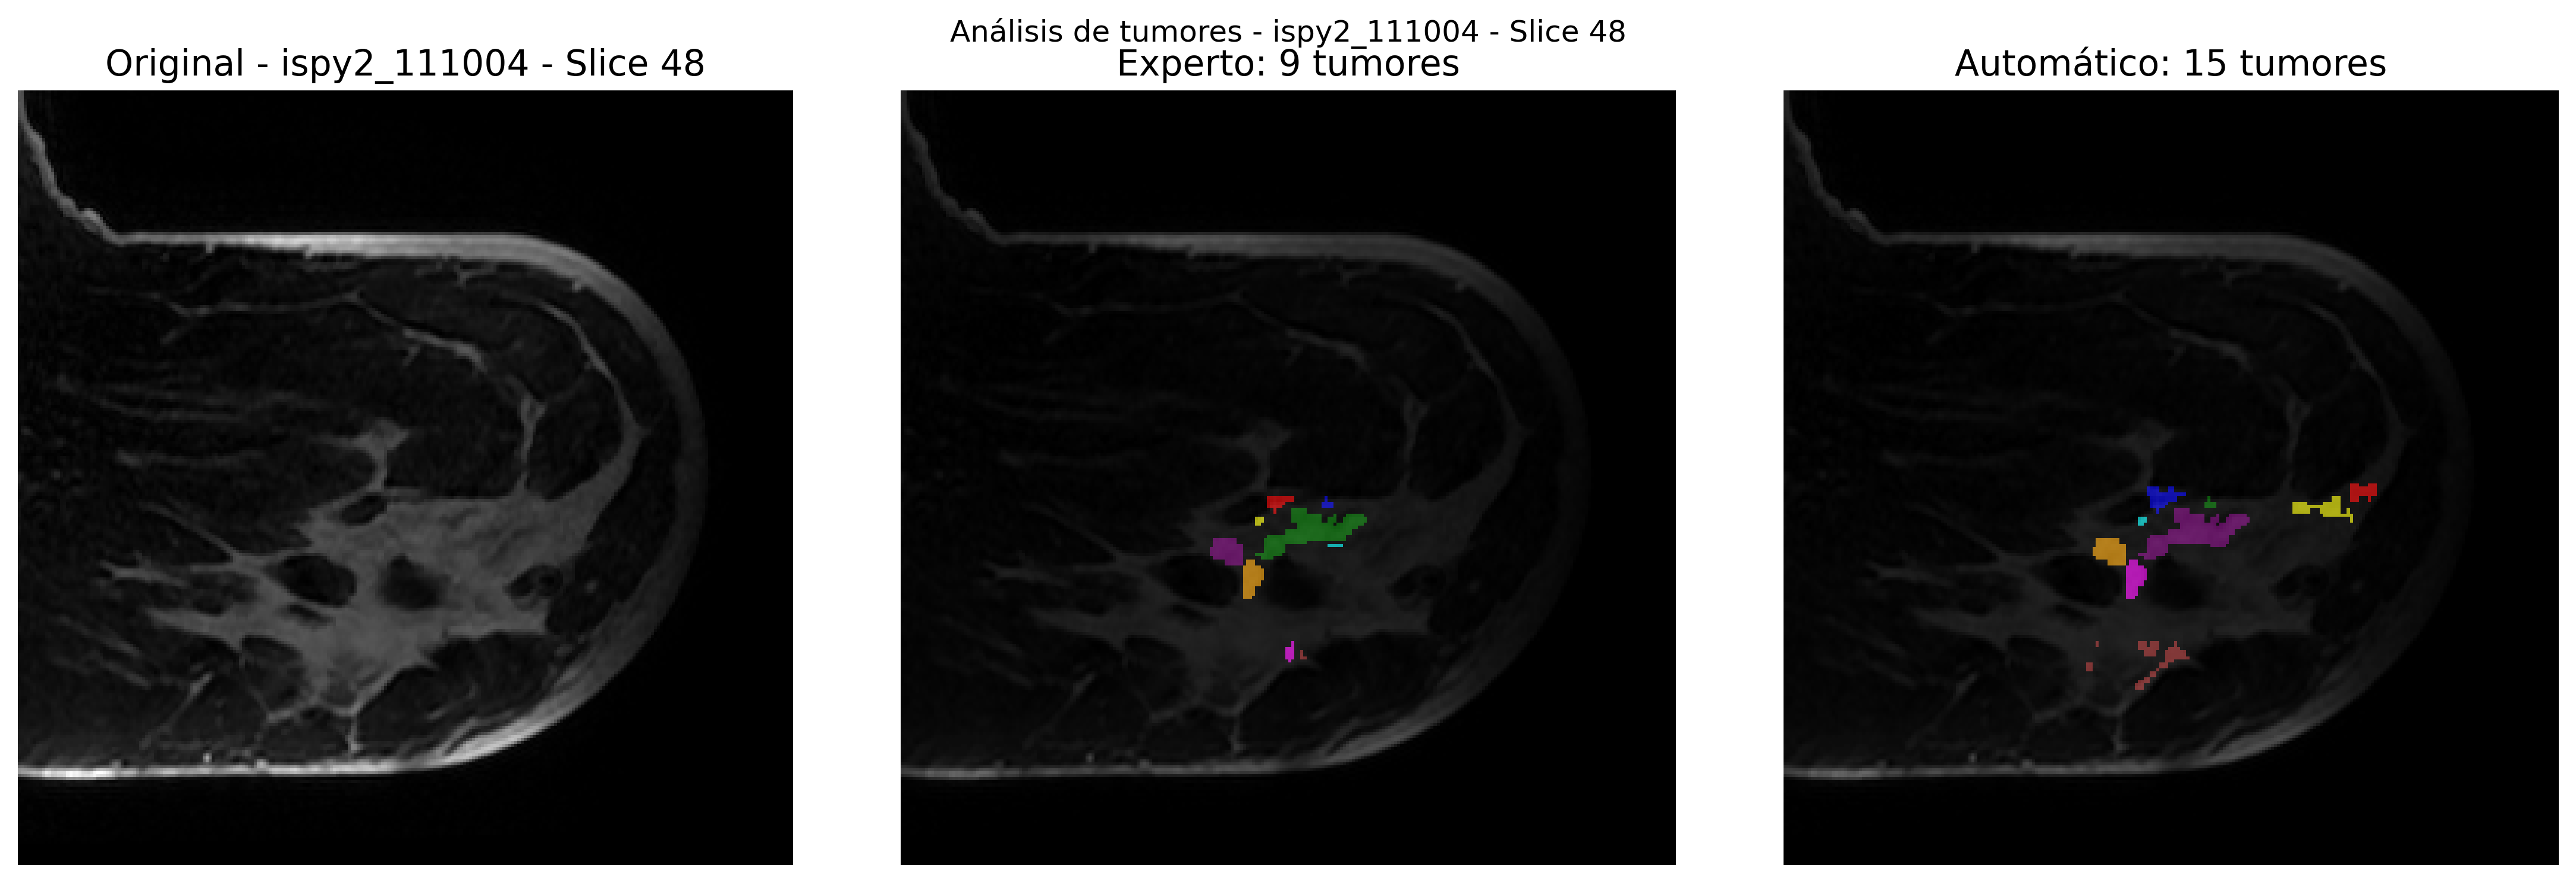 Análisis de tumores - ispy2_111004 - Slice 48
Original - ispy2_111004 - Slice 48
Experto: 9 tumores
Automático: 15 tumores